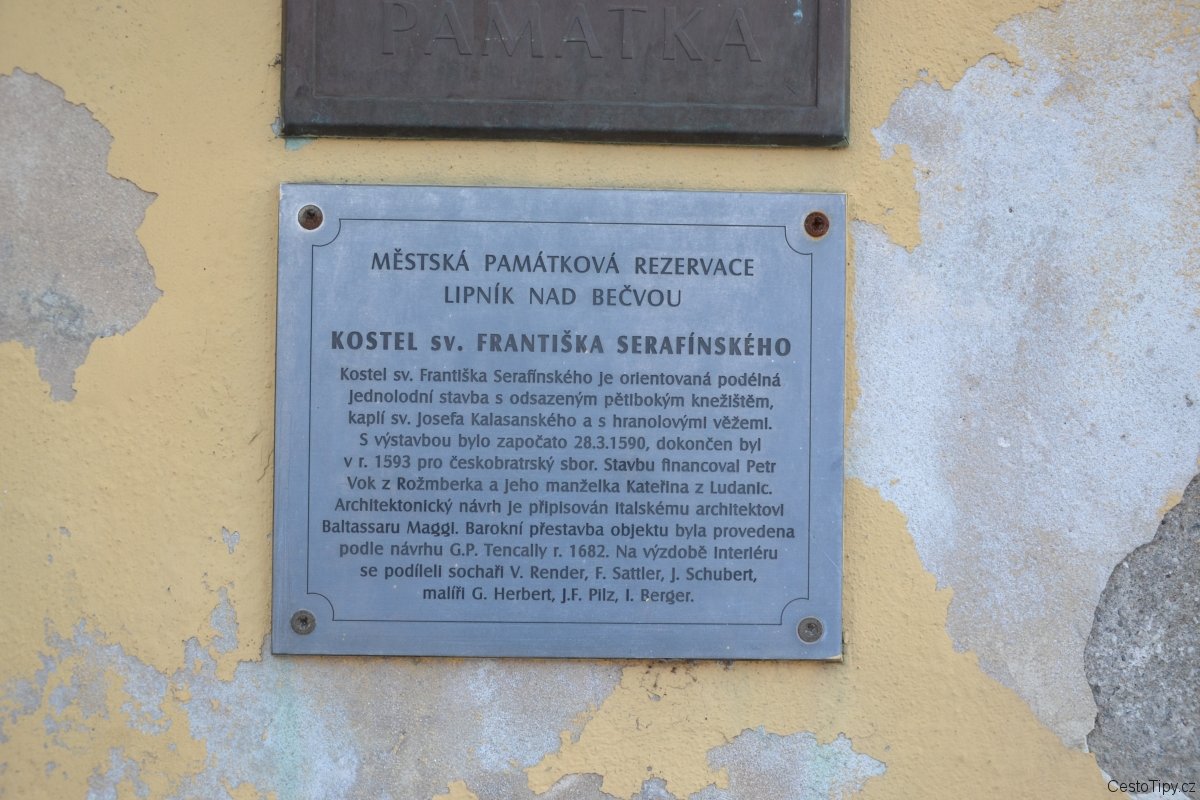 PAMÁTKA
MĚSTSKÁ PAMÁTKOVÁ REZERVACE
LIPNÍK NAD BEČVOU
KOSTEL sv. FRANTIŠKA SERAFÍNSKÉHO
Kostel sv. Františka Serafínského je orientovaná podélná
jednolodní stavba s odsazeným pětibokým knežištěm,
kaplí sv. Josefa Kalasanského a s hranolovými věžemi.
S výstavbou bylo započato 28.3.1590, dokončen byl
v r. 1593 pro českobratrský sbor. Stavbu financoval Petr
Vok z Rožmberka a jeho manželka Kateřina z Ludanic.
Architektonický návrh je připisován italskému architektovi
Baltassaru Maggi. Barokní přestavba objektu byla provedena
podle návrhu G.P. Tencally r. 1682. Na výzdobě interiéru
se podíleli sochaři V. Render, F. Sattler, J. Schubert,
malíři G. Herbert, J.F. Pilz, I. Berger.
CestoTipy.cz